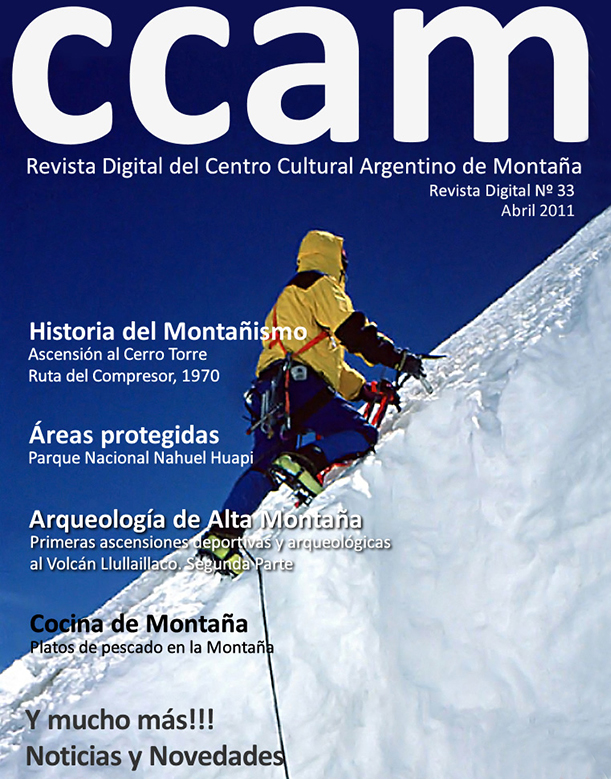 ccam
Revista Digital del Centro Cultural Argentino de Montaña
Revista Digital Nº 33
Abril 2011
Historia del Montañismo
Ascensión al Cerro Torre
Ruta del Compresor, 1970
Áreas protegidas
Parque Nacional Nahuel Huapi
Arqueología de Alta Montaña
Primeras ascensiones deportivas y arqueológicas
al Volcán Llullaillaco. Segunda Parte
Cocina de Montaña
Platos de pescado en la Montaña
Y mucho más!!!
Noticias y Novedades